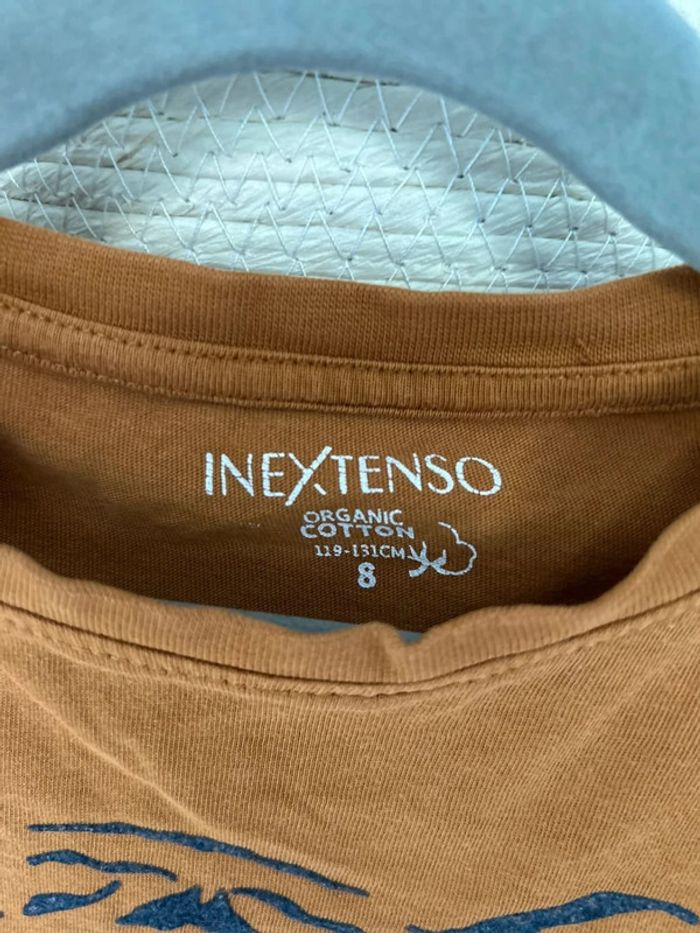 INEXTENSO
ORGANIC
COTTON
119-131CM
8